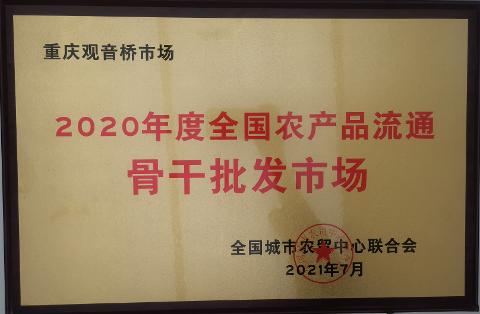 重庆观音桥市场
2020年度全国农产品流通
骨干批发市场
全国城市农贸中心联合会
2021年7月